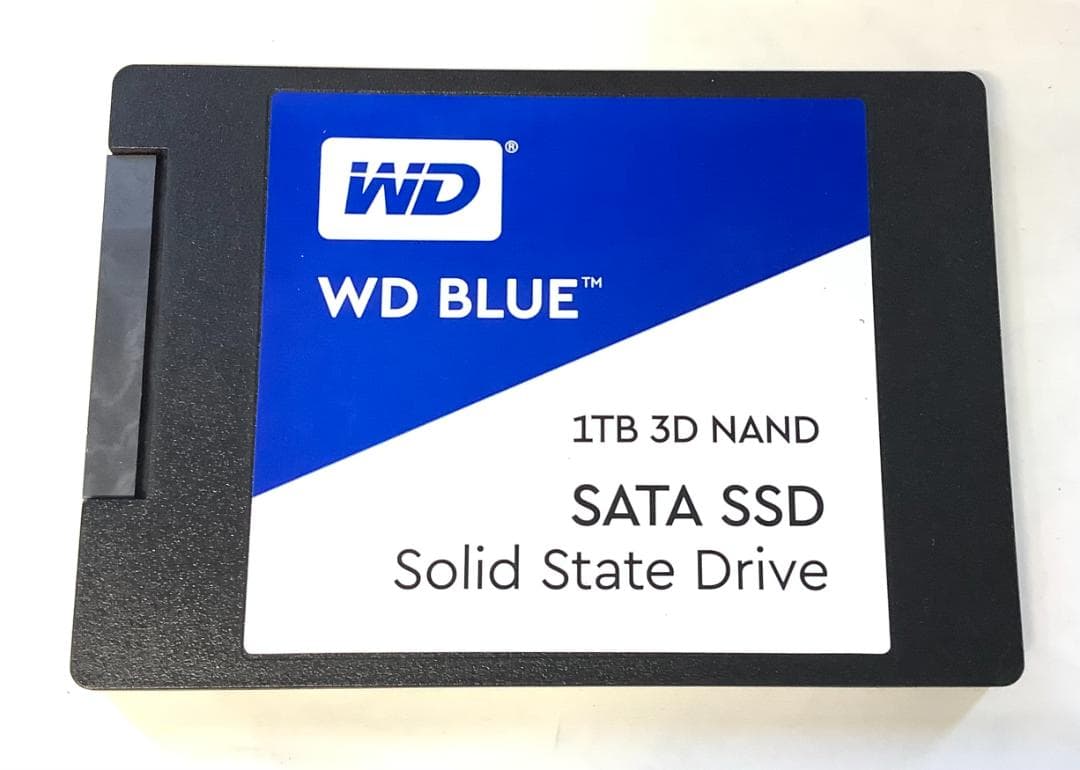 WD®
WD BLUE™
1TB 3D NAND
SATA SSD
Solid State Drive